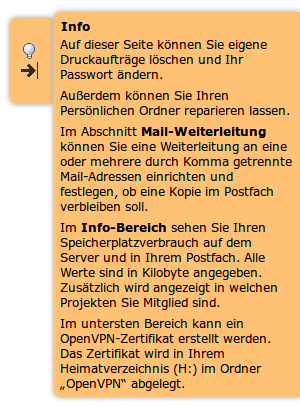 Info
Auf dieser Seite können Sie eigene
Druckaufträge löschen und Ihr
Passwort ändern.
Außerdem können Sie Ihren
Persönlichen Ordner reparieren lassen.
Im Abschnitt Mail-Weiterleitung
können Sie eine Weiterleitung an eine
oder mehrere durch Komma getrennte
Mail-Adressen einrichten und
festlegen, ob eine Kopie im Postfach
verbleiben soll.
Im Info-Bereich sehen Sie Ihren
Speicherplatzverbrauch auf dem
Server und in Ihrem Postfach. Alle
Werte sind in Kilobyte angegeben.
Zusätzlich wird angezeigt in welchen
Projekten Sie Mitglied sind.
Im untersten Bereich kann ein
OpenVPN-Zertifikat erstellt werden.
Das Zertifikat wird in Ihrem
Heimatverzeichnis (H:) im Ordner
„OpenVPN“ abgelegt.